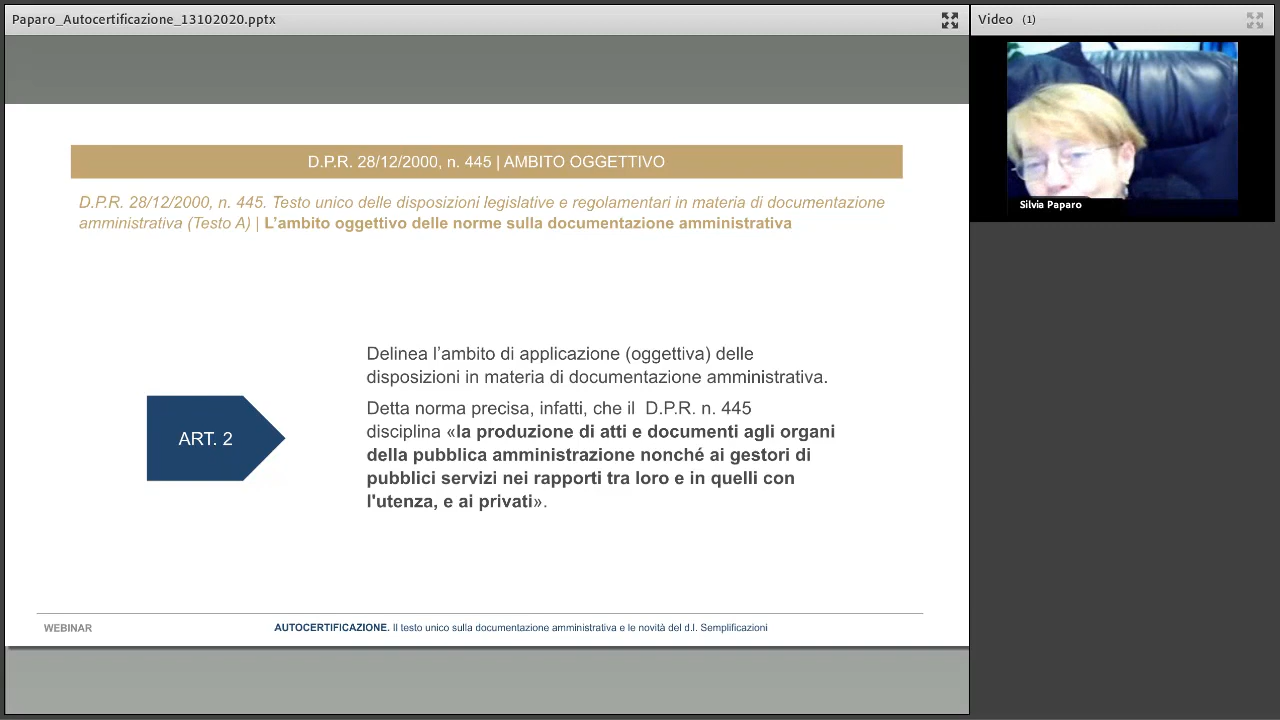 Paparo_Autocertificazione_13102020.pptx
Video (1)
Silvia Paparo
D.P.R. 28/12/2000, n. 445 | AMBITO OGGETTIVO
D.P.R. 28/12/2000, n. 445. Testo unico delle disposizioni legislative e regolamentari in materia di documentazione
amministrativa (Testo A) | L’ambito oggettivo delle norme sulla documentazione amministrativa
ART. 2
Delinea l’ambito di applicazione (oggettiva) delle
disposizioni in materia di documentazione amministrativa.
Detta norma precisa, infatti, che il D.P.R. n. 445
disciplina «la produzione di atti e documenti agli organi
della pubblica amministrazione nonché ai gestori di
pubblici servizi nei rapporti tra loro e in quelli con
l'utenza, e ai privati».
WEBINAR
AUTOCERTIFICAZIONE. Il testo unico sulla documentazione amministrativa e le novità del d.l. Semplificazioni